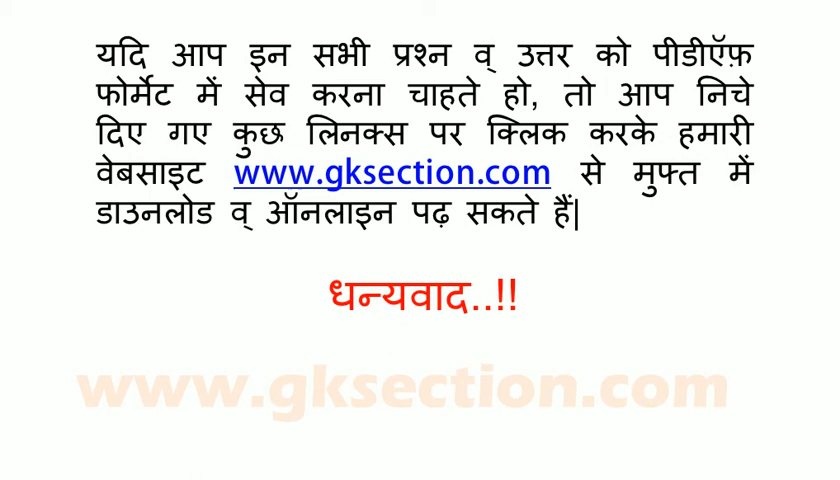 यदि आप इन सभी प्रश्न व् उत्तर को पीडीऍफ़
फोर्मेट में सेव करना चाहते हो, तो आप निचे
दिए गए कुछ लिनक्स पर क्लिक करके हमारी
वेबसाइट www.gksection.com से मुफ्त में
डाउनलोड व् ऑनलाइन पढ़ सकते हैं|
धन्यवाद..!!
www.gksection.com